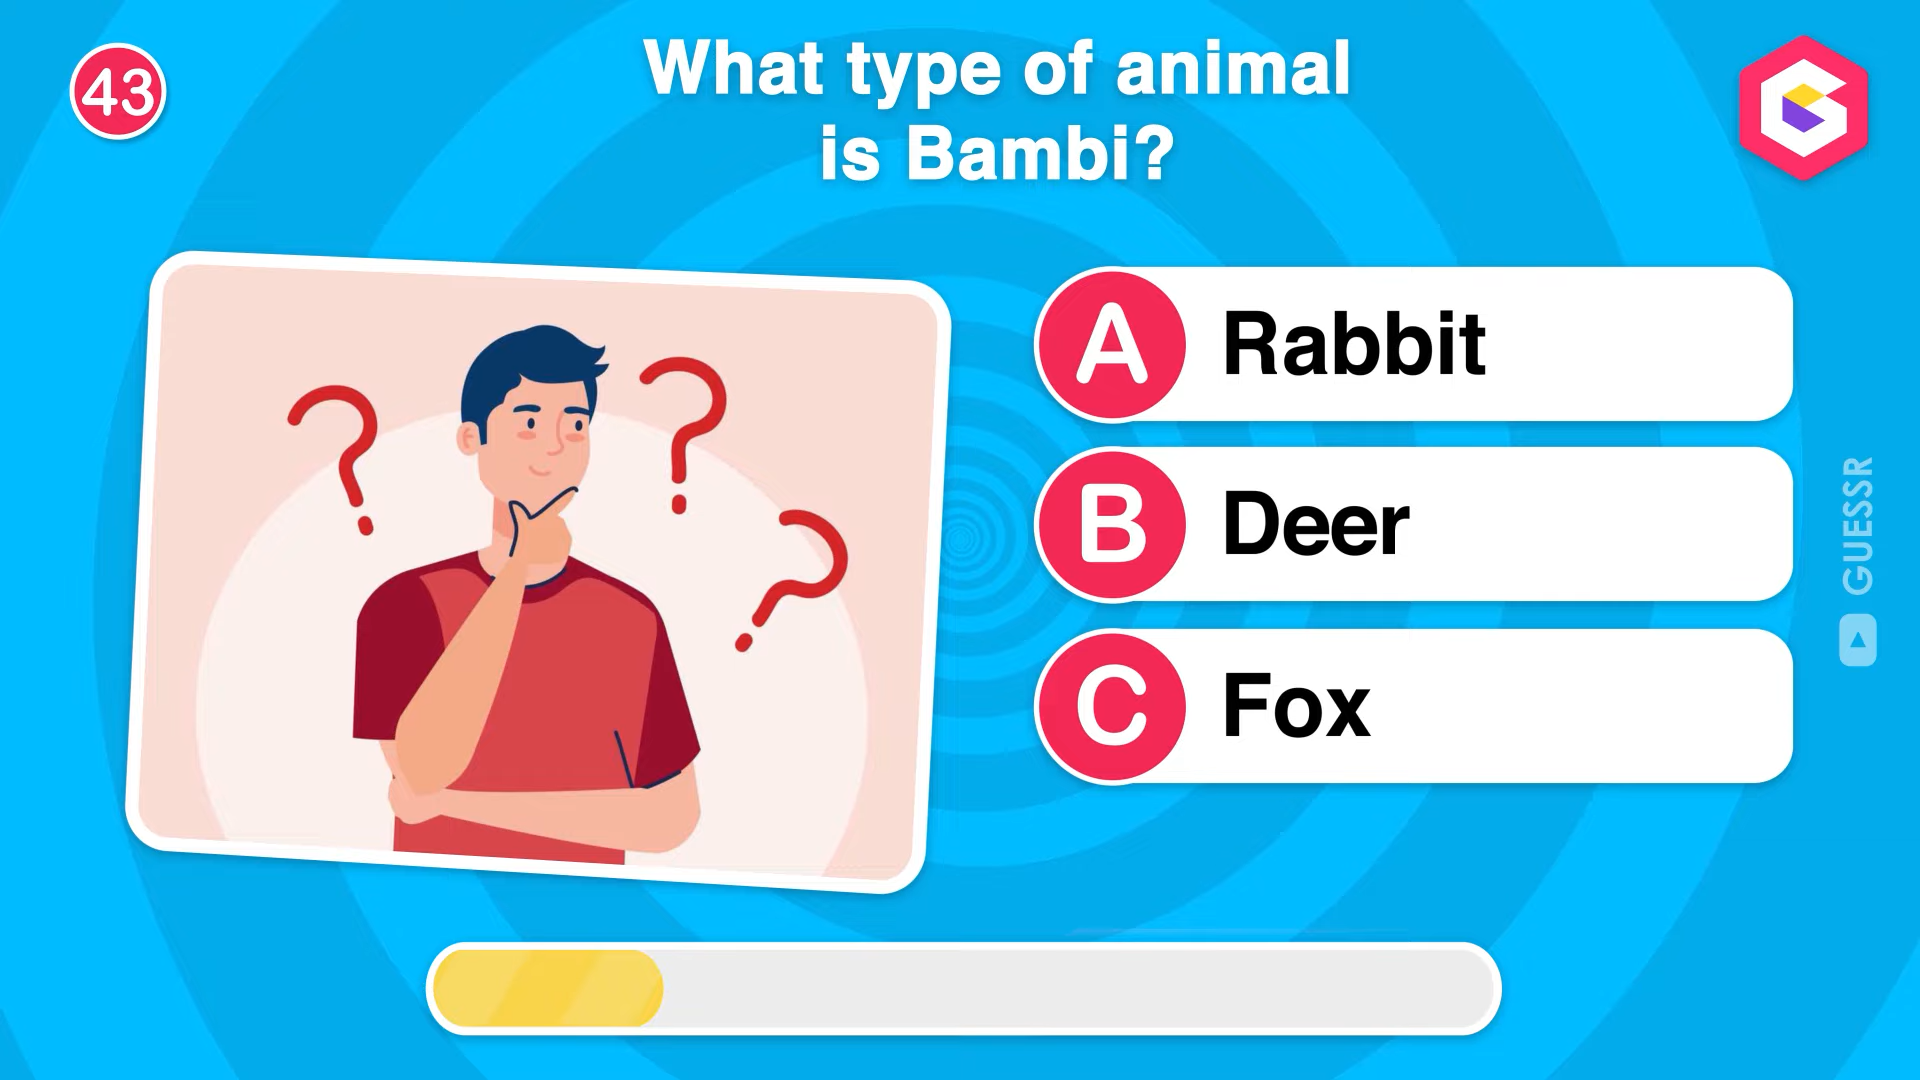 43
What type of animal
is Bambi?
A Rabbit
B Deer
C Fox
GUESSR